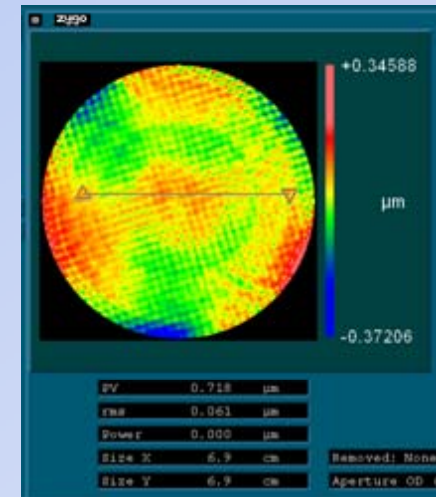 zygo
+0.34588
µm
-0.37206
PV 0.718 µm
rms 0.061 µm
Power 0.000 µm
Size X 6.9 cm
Size Y 6.9 cm
Removed: None
Aperture OD